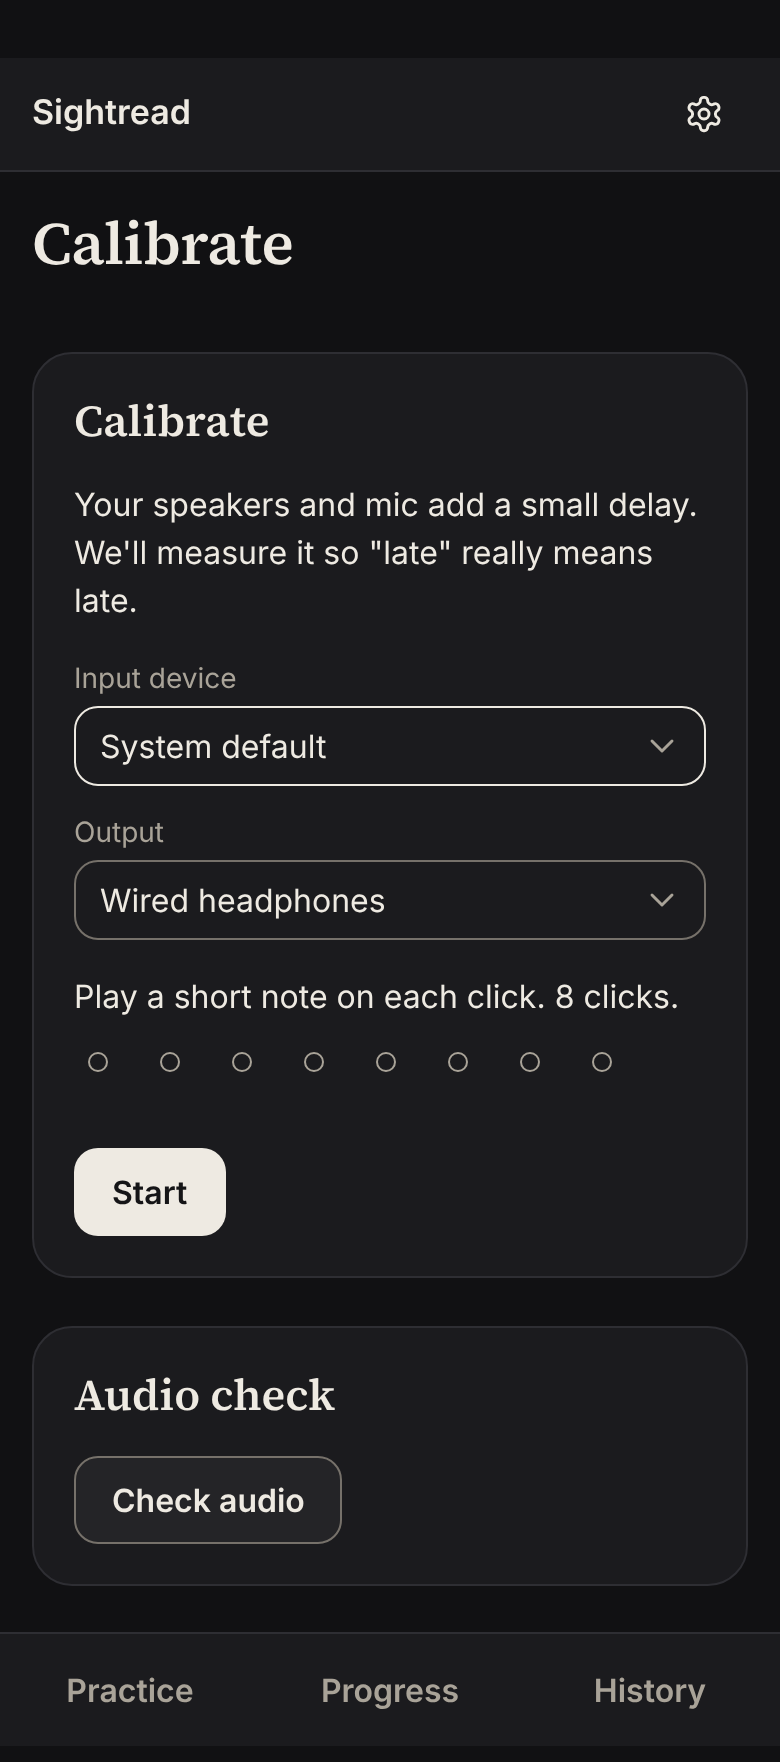 Sightread
Calibrate
Calibrate
Your speakers and mic add a small delay.
We'll measure it so "late" really means
late.
Input device
System default
Output
Wired headphones
Play a short note on each click. 8 clicks.
Start
Audio check
Check audio
Practice Progress History